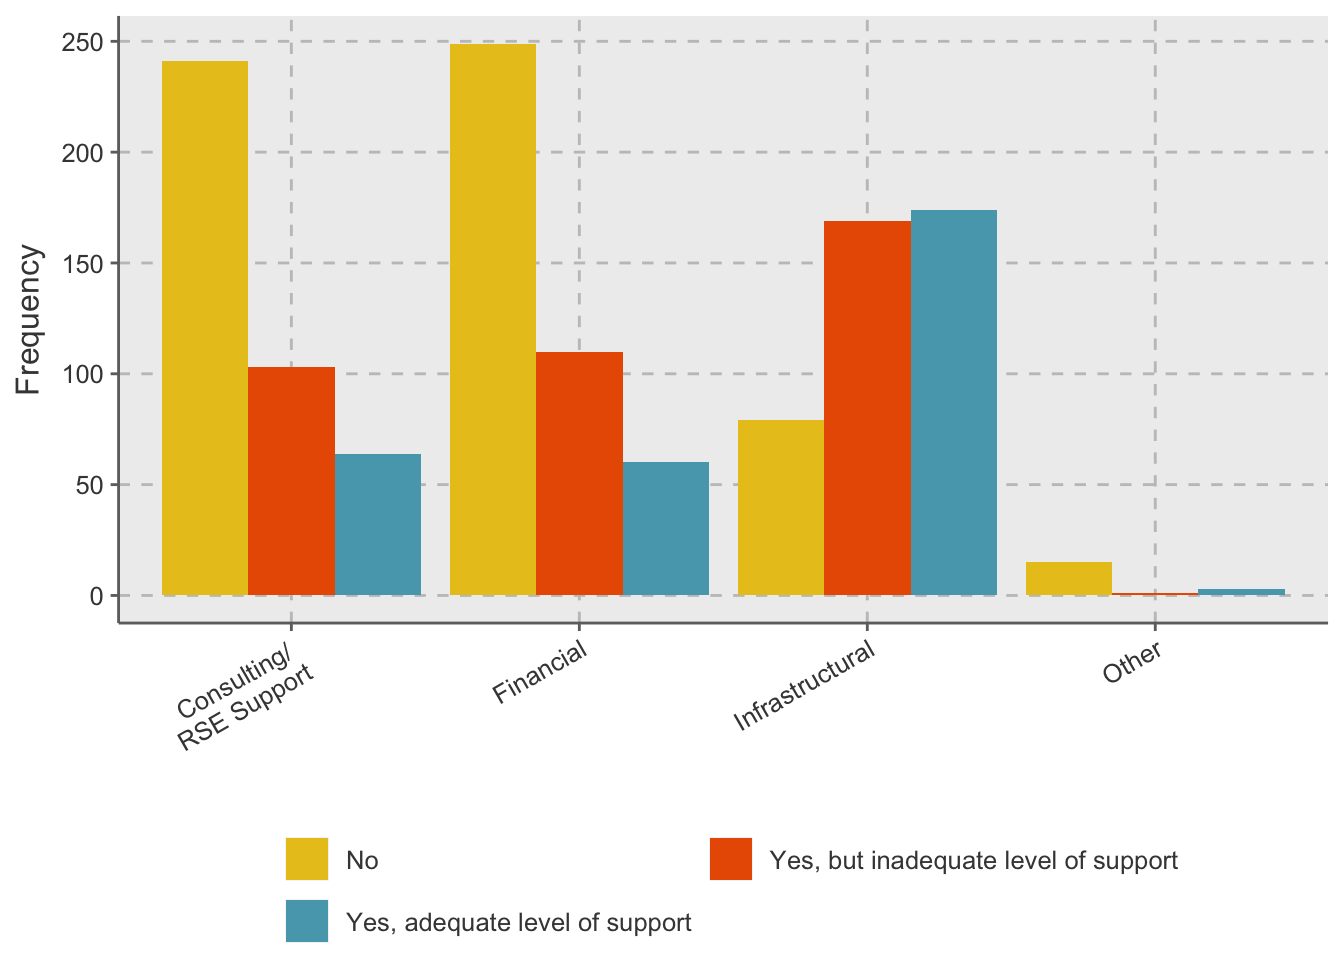 Frequency
250
200
150
100
50
0
Consulting/
RSE Support
Financial
Infrastructural
Other
No
Yes, but inadequate level of support
Yes, adequate level of support